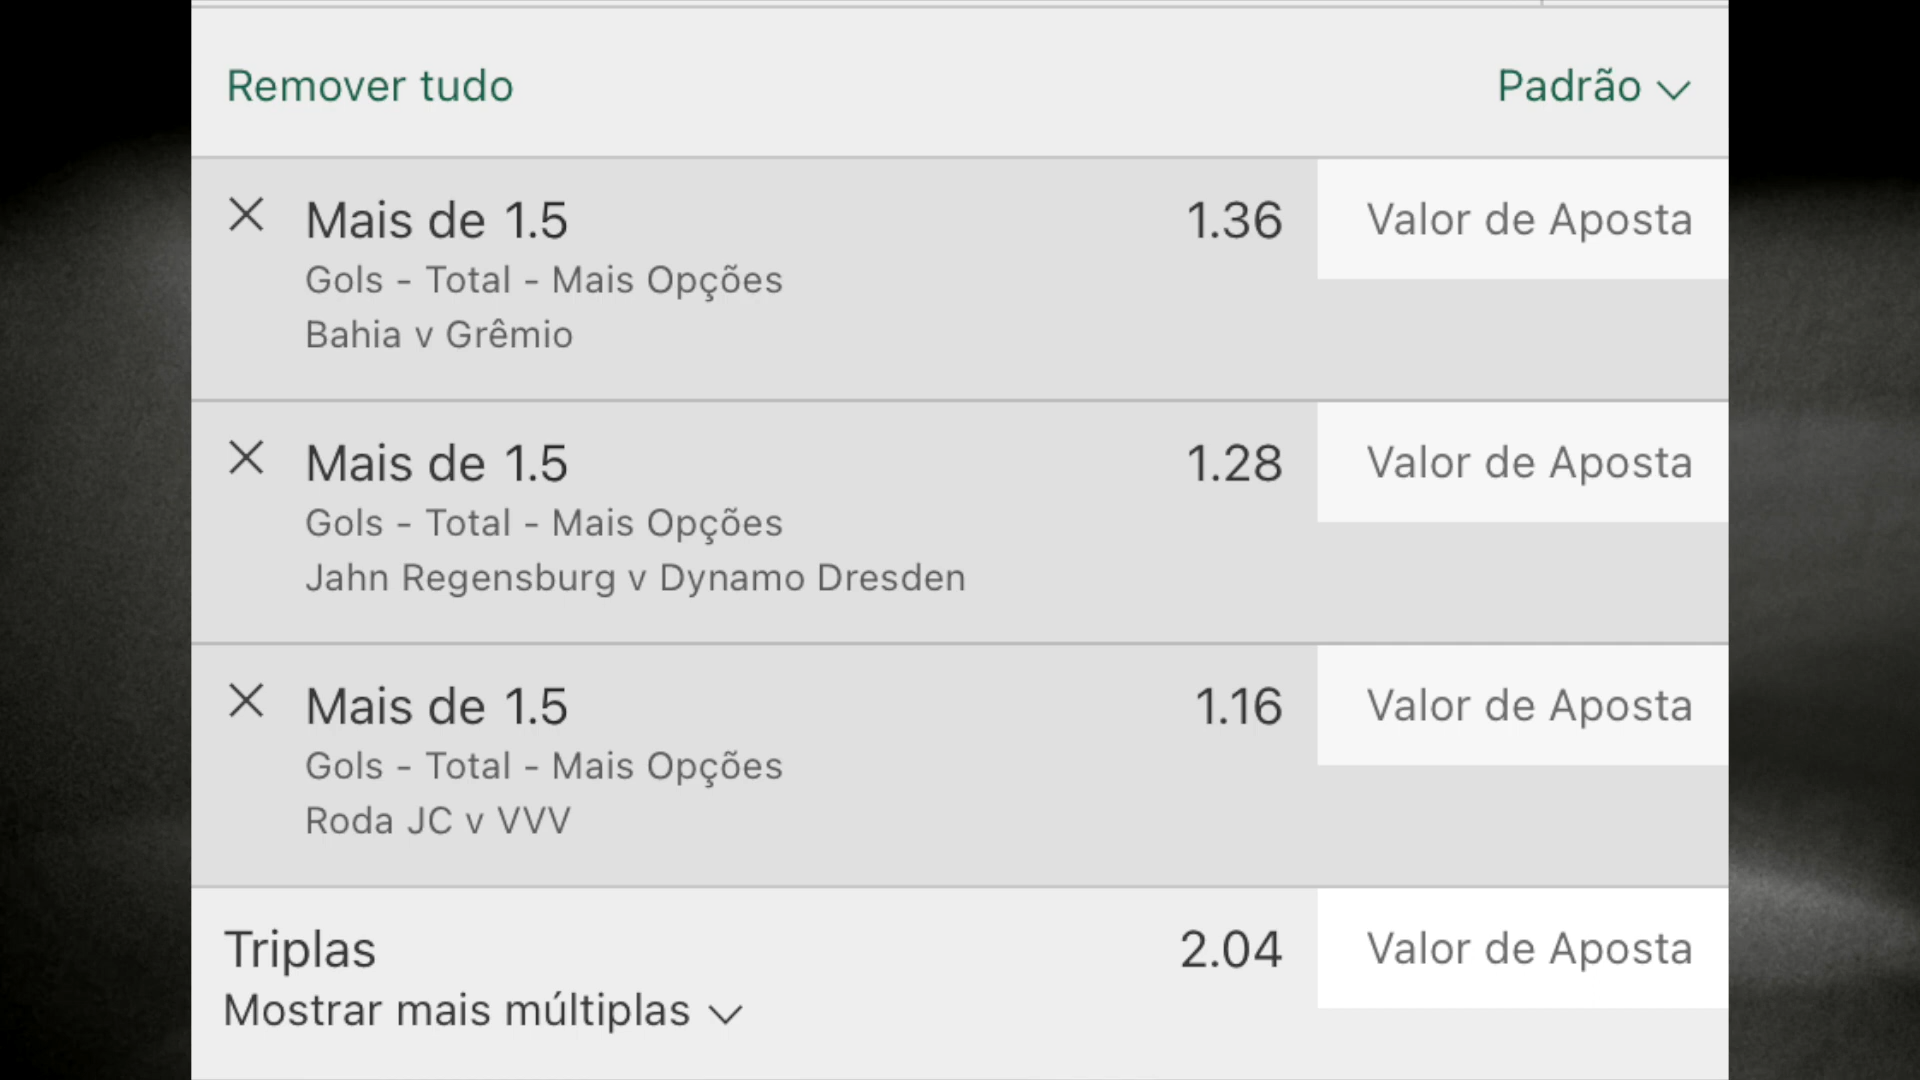 Remover tudo
Padrão
Mais de 1.5
1.36
Valor de Aposta
Gols - Total - Mais Opções
Bahia v Grêmio
Mais de 1.5
1.28
Valor de Aposta
Gols - Total - Mais Opções
Jahn Regensburg v Dynamo Dresden
Mais de 1.5
1.16
Valor de Aposta
Gols - Total - Mais Opções
Roda JC v VVV
Triplas
2.04
Valor de Aposta
Mostrar mais múltiplas